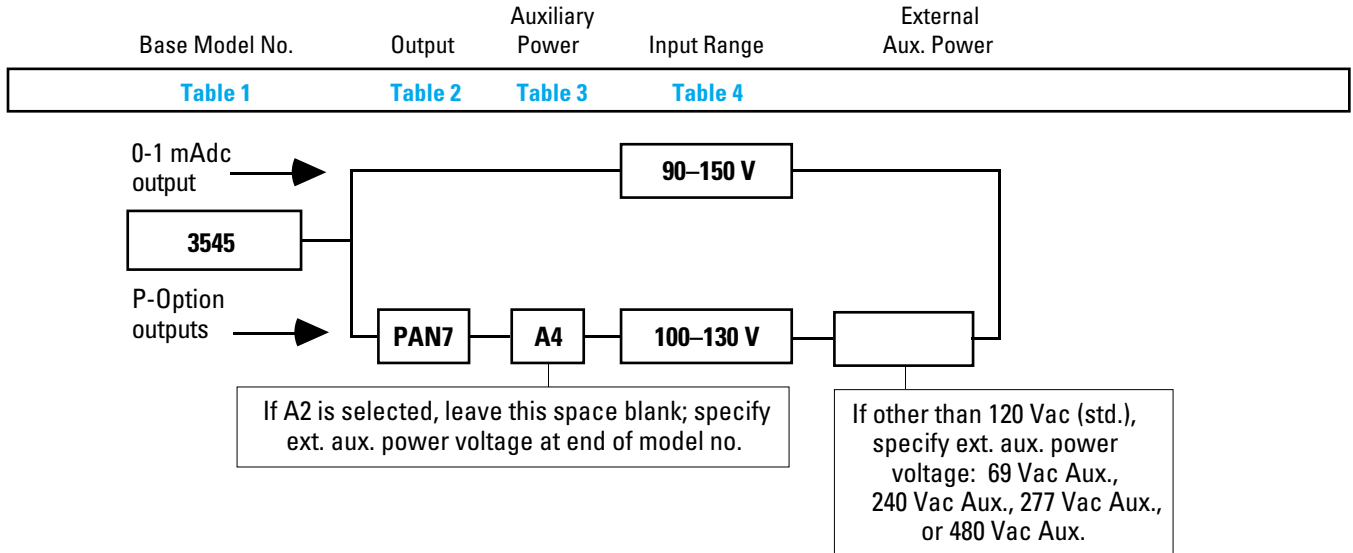 Auxiliary External
Base Model No. Output Power Input Range Aux. Power
Table 1 Table 2 Table 3 Table 4
0-1 mAdc
output
90–150 V
3545
P-Option
outputs
PAN7 A4 100–130 V
If A2 is selected, leave this space blank; specify
ext. aux. power voltage at end of model no.
If other than 120 Vac (std.),
specify ext. aux. power
voltage: 69 Vac Aux.,
240 Vac Aux., 277 Vac Aux.,
or 480 Vac Aux.